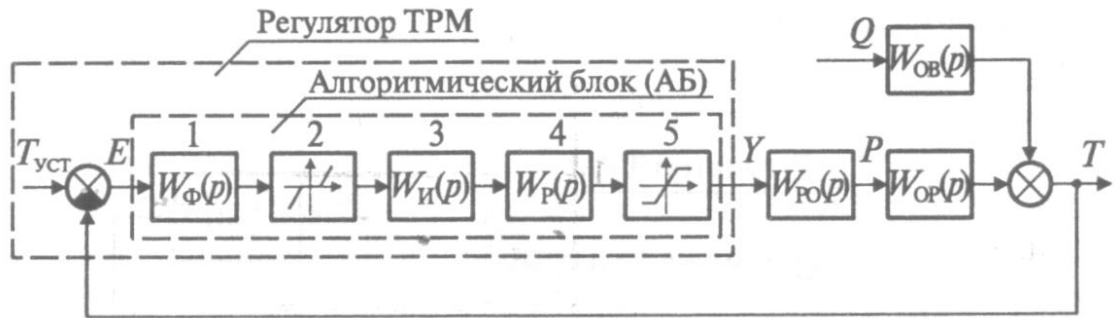 Регулятор ТРМ
Алгоритмический блок (АБ)
Q
W_ОВ(p)
1 2 3 4 5
T_УСТ E W_Ф(p) W_И(p) W_Р(p) Y W_РО(p) P W_ОР(p) T